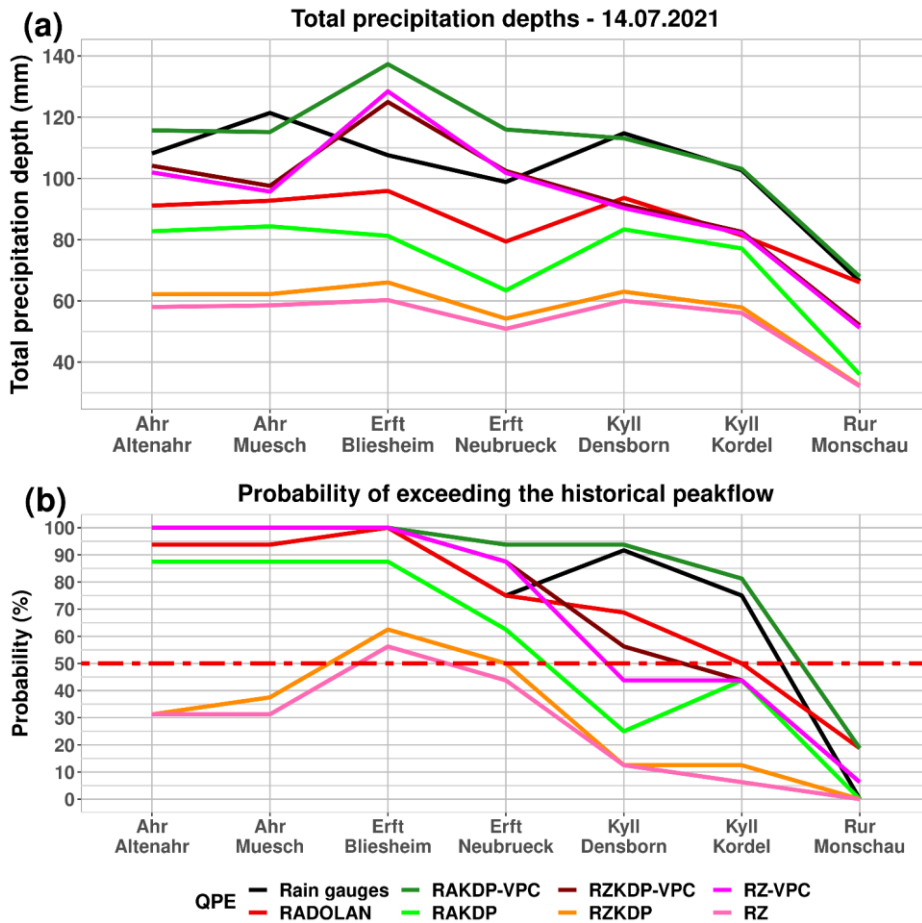 (a)
Total precipitation depths - 14.07.2021
Total precipitation depth (mm)
140
120
100
80
60
40
Ahr Altenahr
Ahr Muesch
Erft Bliesheim
Erft Neubrueck
Kyll Densborn
Kyll Kordel
Rur Monschau
(b)
Probability of exceeding the historical peakflow
Probability (%)
100
90
80
70
60
50
40
30
20
10
0
Ahr Altenahr
Ahr Muesch
Erft Bliesheim
Erft Neubrueck
Kyll Densborn
Kyll Kordel
Rur Monschau
QPE
Rain gauges
RAKDP-VPC
RZKDP-VPC
RZ-VPC
RADOLAN
RAKDP
RZKDP
RZ